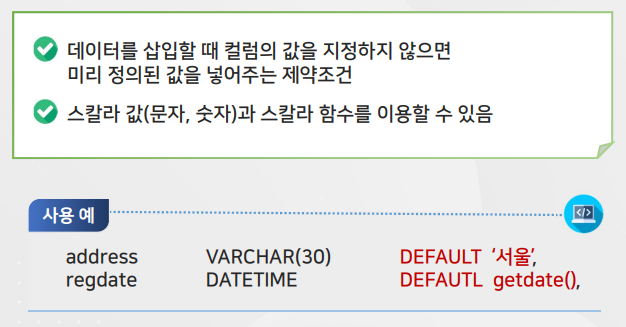 데이터를 삽입할 때 컬럼의 값을 지정하지 않으면
미리 정의된 값을 넣어주는 제약조건
스칼라 값(문자, 숫자)과 스칼라 함수를 이용할 수 있음
사용 예
address VARCHAR(30) DEFAULT ‘서울’,
regdate DATETIME DEFAUTL getdate(),